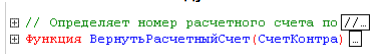 // Определяет номер расчетного счета по //...
Функция ВернутьРасчетныйСчет(СчетКонтра) ...